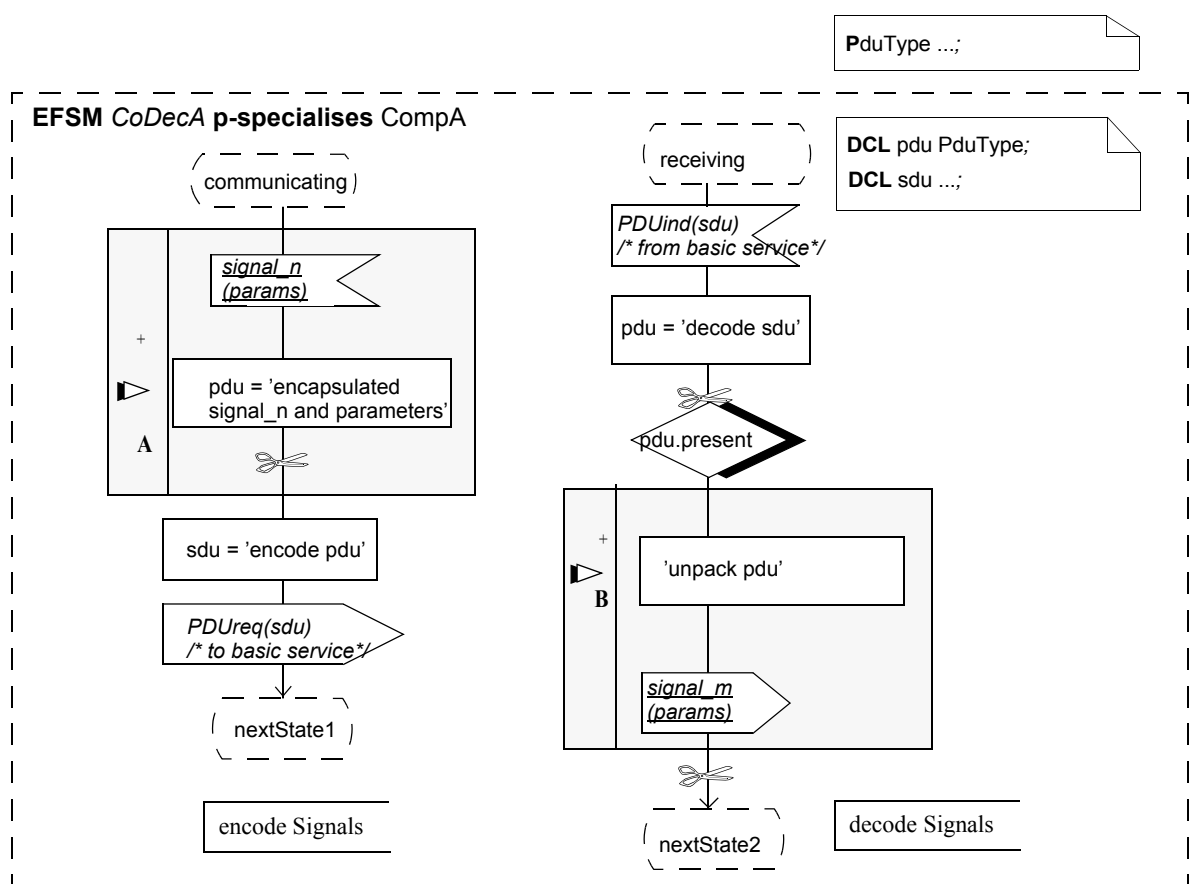 PduType ...;
EFSM CoDecA p-specialises CompA
DCL pdu PduType;
DCL sdu ...;
communicating
signal_n
(params)
+
A
pdu = ’encapsulated
signal_n and parameters’
sdu = ’encode pdu’
PDUreq(sdu)
/* to basic service*/
nextState1
encode Signals
receiving
PDUind(sdu)
/* from basic service*/
pdu = ’decode sdu’
pdu.present
+
B
’unpack pdu’
signal_m
(params)
nextState2
decode Signals